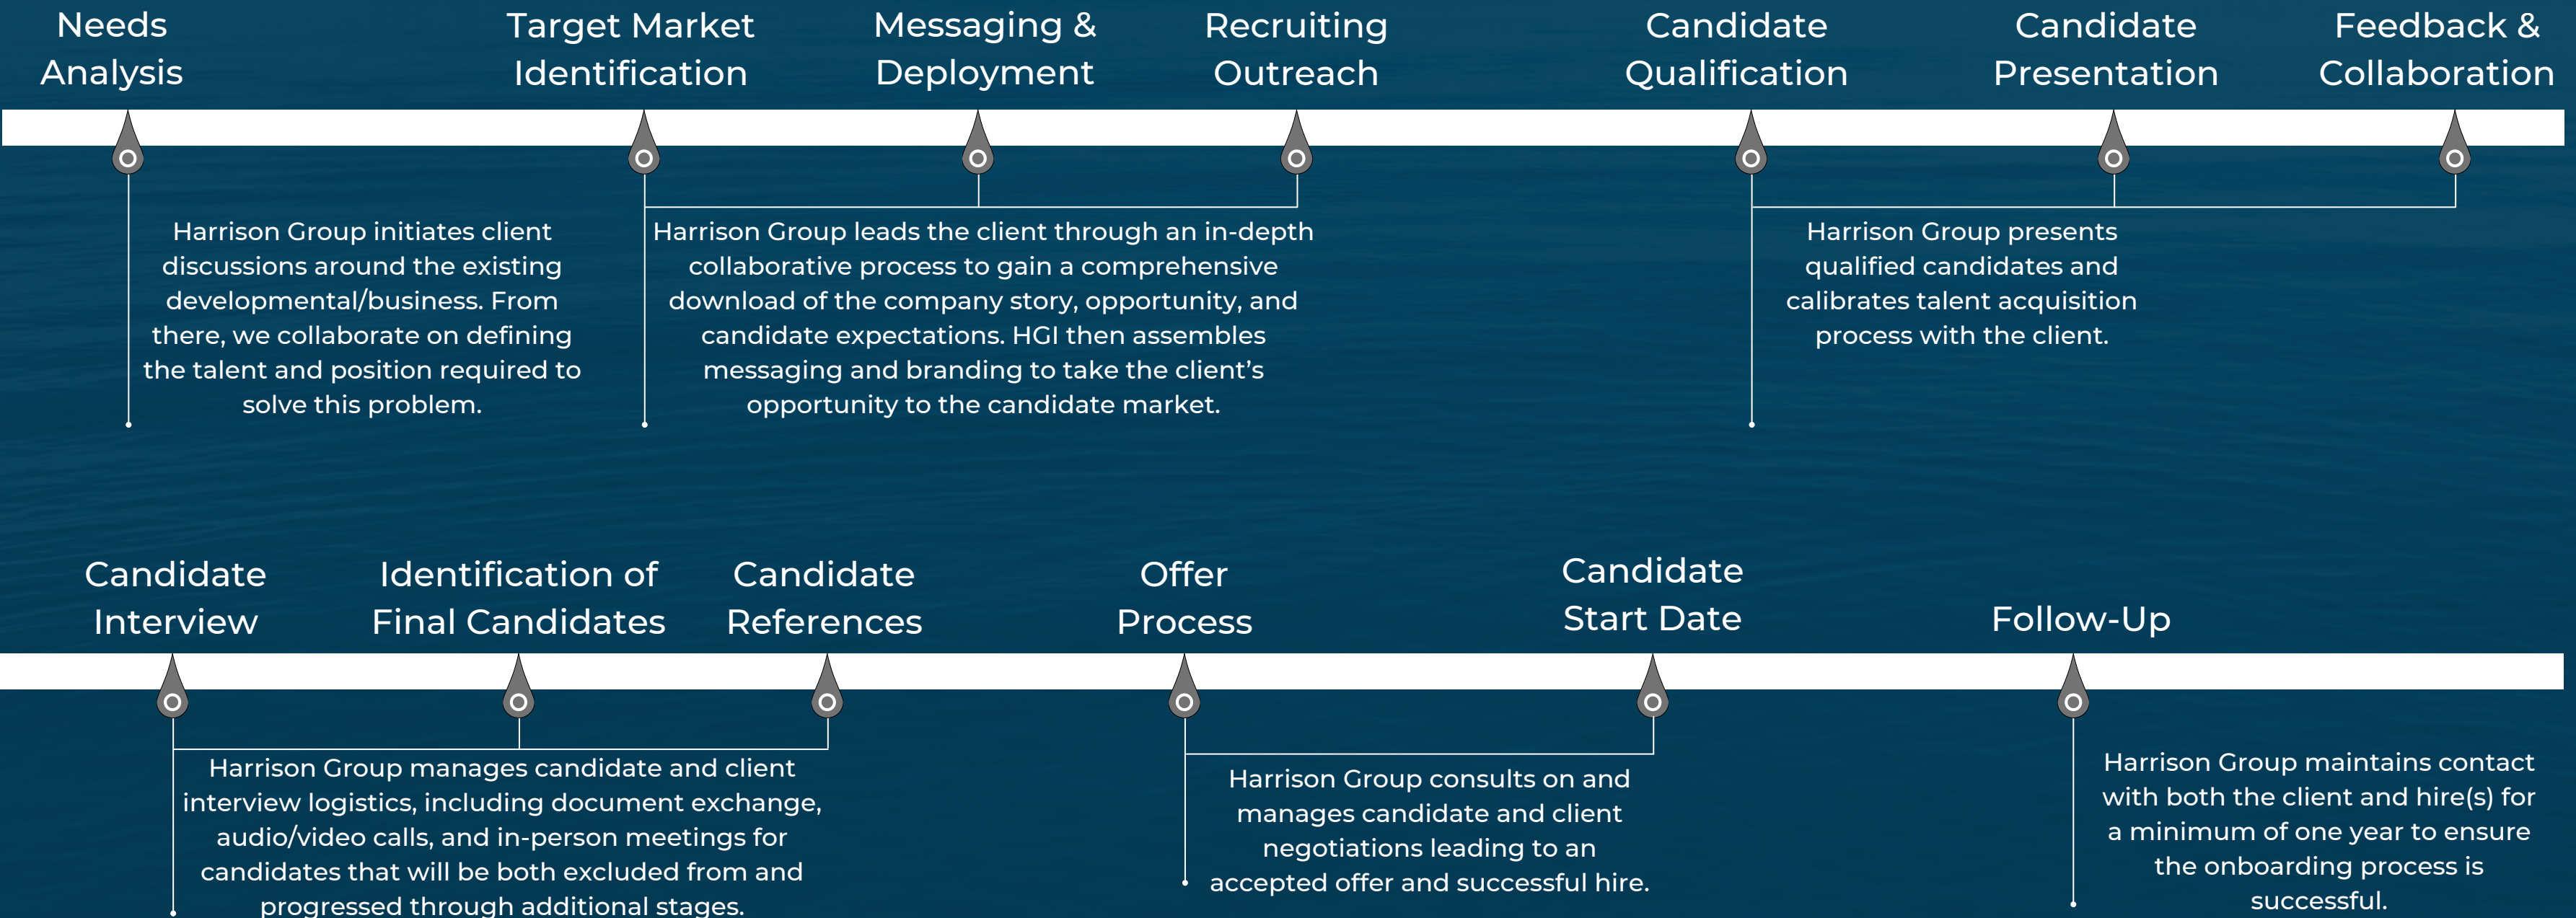 Needs
Analysis
Target Market
Identification
Messaging &
Deployment
Recruiting
Outreach
Candidate
Qualification
Candidate
Presentation
Feedback &
Collaboration
Harrison Group initiates client
discussions around the existing
developmental/business. From
there, we collaborate on defining
the talent and position required to
solve this problem.
Harrison Group leads the client through an in-depth
collaborative process to gain a comprehensive
download of the company story, opportunity, and
candidate expectations. HGI then assembles
messaging and branding to take the client’s
opportunity to the candidate market.
Harrison Group presents
qualified candidates and
calibrates talent acquisition
process with the client.
Candidate
Interview
Identification of
Final Candidates
Candidate
References
Offer
Process
Candidate
Start Date
Follow-Up
Harrison Group manages candidate and client
interview logistics, including document exchange,
audio/video calls, and in-person meetings for
candidates that will be both excluded from and
progressed through additional stages.
Harrison Group consults on and
manages candidate and client
negotiations leading to an
accepted offer and successful hire.
Harrison Group maintains contact
with both the client and hire(s) for
a minimum of one year to ensure
the onboarding process is
successful.